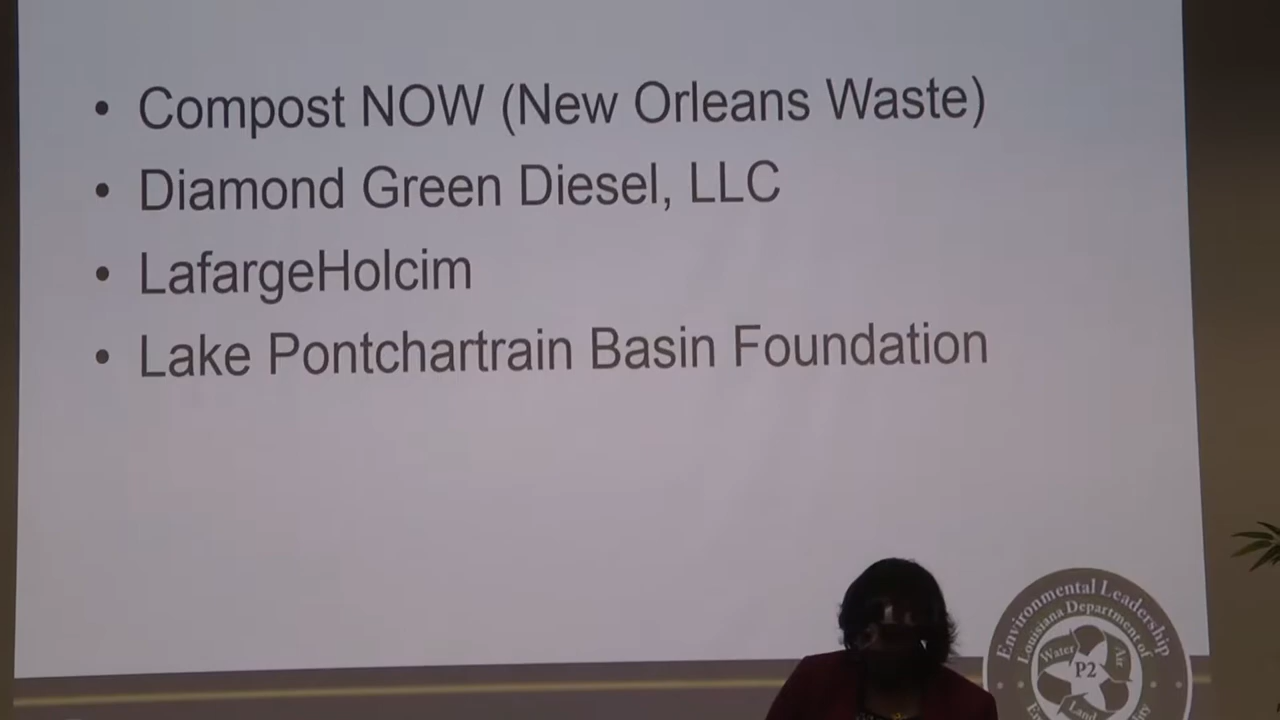 • Compost NOW (New Orleans Waste)
• Diamond Green Diesel, LLC
• LafargeHolcim
• Lake Pontchartrain Basin Foundation
Environmental Leadership
Louisiana Department of
Water
Air
P2
Land